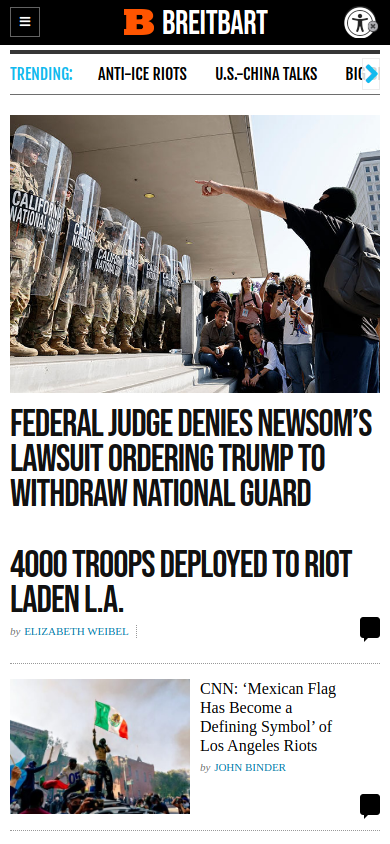 BREITBART
TRENDING: ANTI-ICE RIOTS U.S.-CHINA TALKS
CALIFORNIA
NATIONAL GUARD
FEDERAL JUDGE DENIES NEWSOM'S
LAWSUIT ORDERING TRUMP TO
WITHDRAW NATIONAL GUARD
4000 TROOPS DEPLOYED TO RIOT
LADEN L.A.
by ELIZABETH WEIBEL
CNN: ‘Mexican Flag
Has Become a
Defining Symbol’ of
Los Angeles Riots
by JOHN BINDER